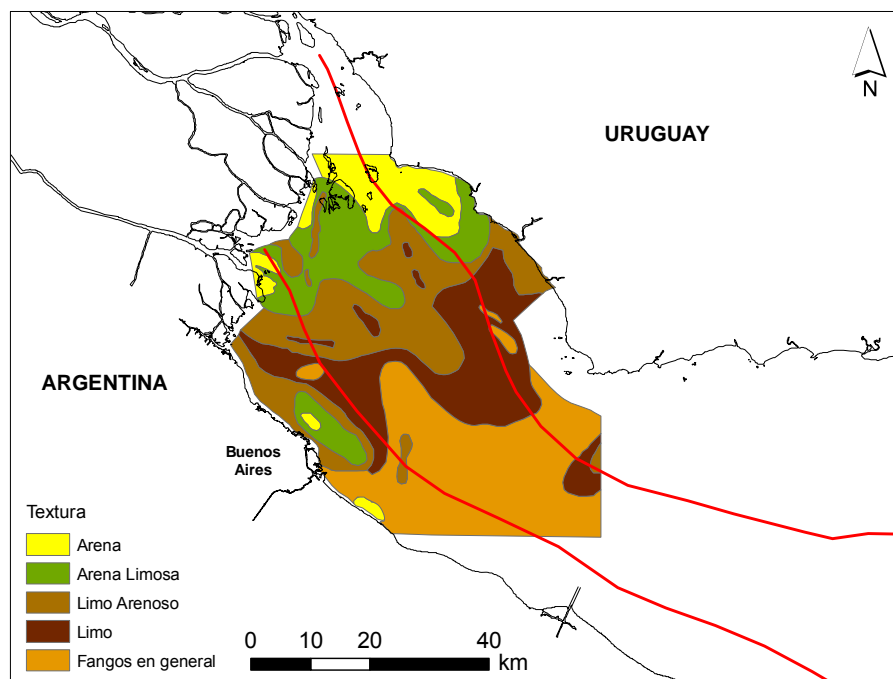 N
URUGUAY
ARGENTINA
Buenos
Aires
Textura
Arena
Arena Limosa
Limo Arenoso
Limo
Fangos en general
0 10 20 40
km